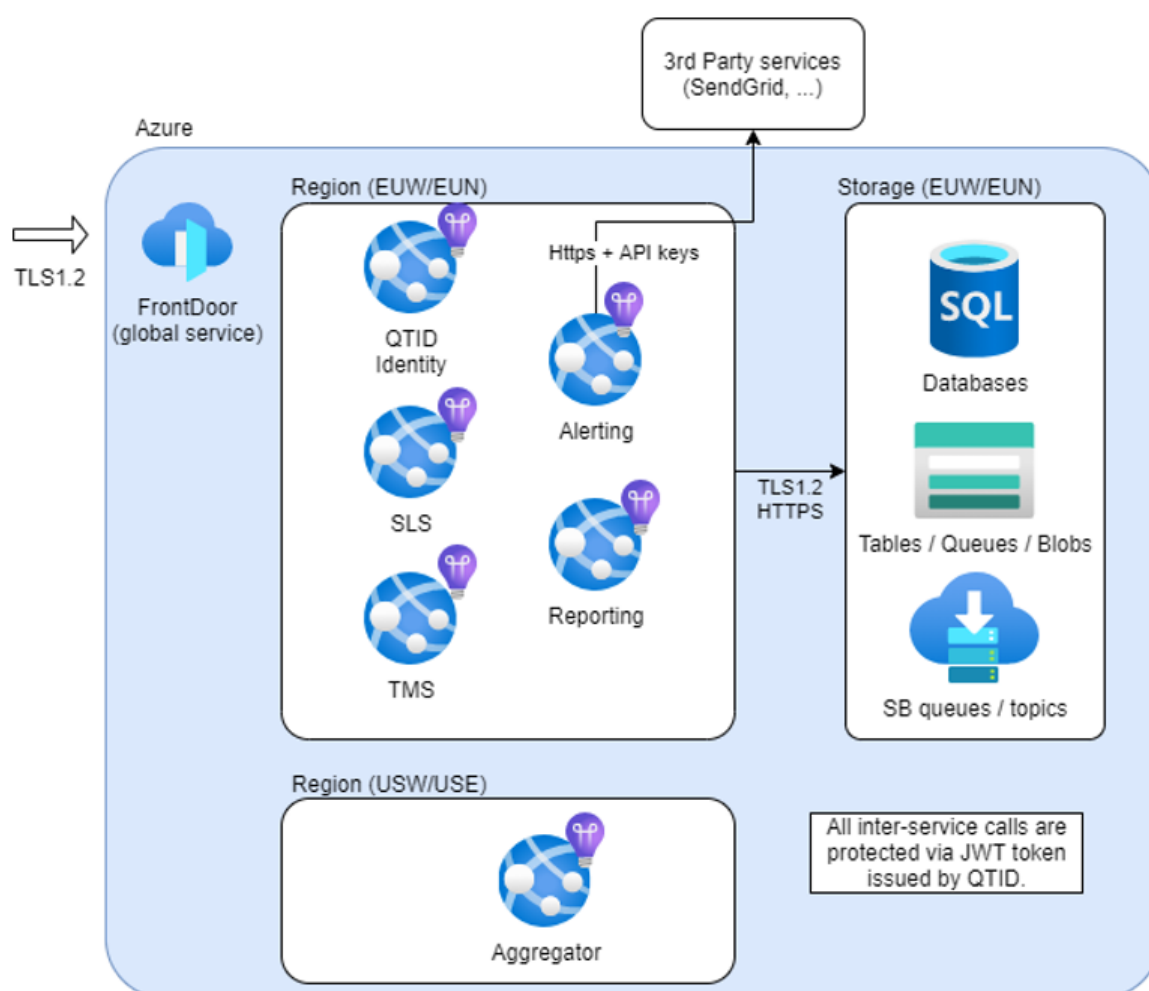 3rd Party services
(SendGrid, ...)
Azure
Region (EUW/EUN)
Storage (EUW/EUN)
TLS1.2
FrontDoor
(global service)
Https + API keys
QTID
Identity
Alerting
SLS
Reporting
TMS
TLS1.2
HTTPS
SQL
Databases
Tables / Queues / Blobs
SB queues / topics
Region (USW/USE)
Aggregator
All inter-service calls are
protected via JWT token
issued by QTID.